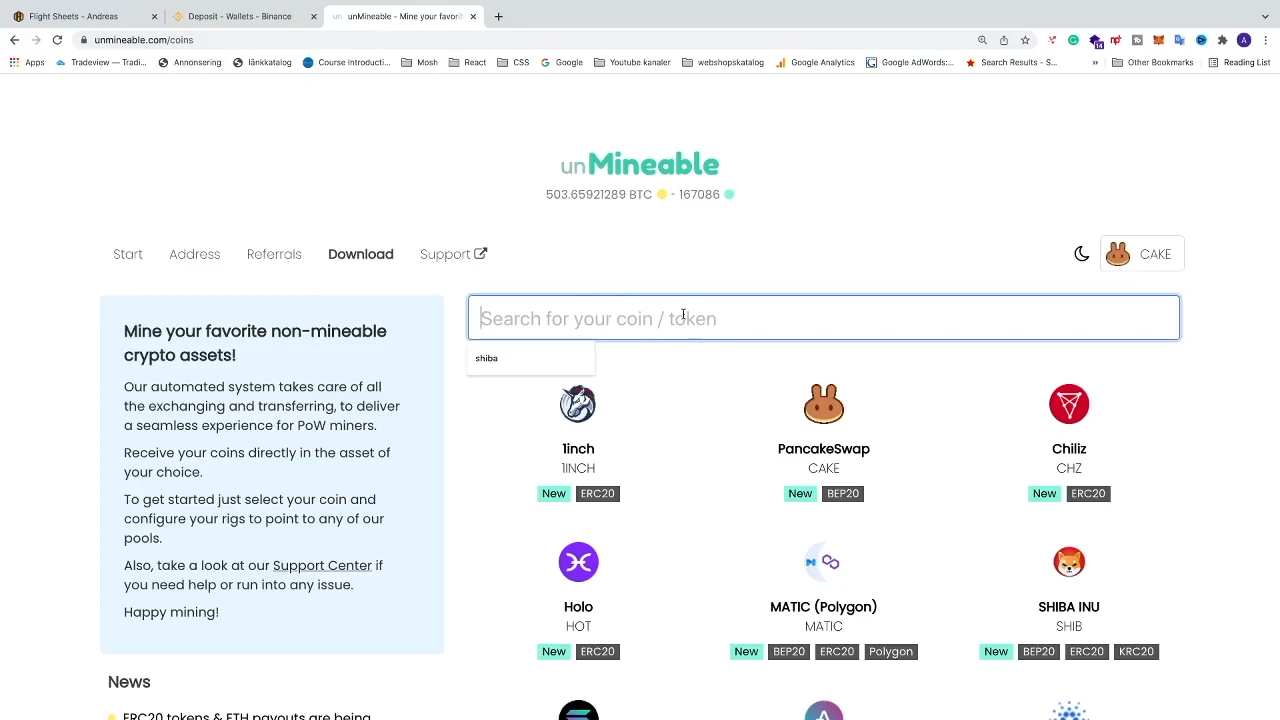 Flight Sheets - Andreas
Deposit - Wallets - Binance
un unMineable - Mine your favori
unmineable.com/coins
A
Apps
Tradeview – Tradi...
Annonsering
länkkatalog
Course Introducti...
Mosh
React
CSS
Google
Youtube kanaler
webshopskatalog
Google Analytics
Google AdWords:...
Search Results - S...
»
Other Bookmarks
Reading List
unMineable
503.65921289 BTC - 167086
Start
Address
Referrals
Download
Support
CAKE
Mine your favorite non-mineable
crypto assets!
Our automated system takes care of all
the exchanging and transferring, to deliver
a seamless experience for PoW miners.
Receive your coins directly in the asset of
your choice.
To get started just select your coin and
configure your rigs to point to any of our
pools.
Also, take a look at our Support Center if
you need help or run into any issue.
Happy mining!
News
ERC20 tokens & ETH payouts are being
Search for your coin / token
shiba
1inch
1INCH
New ERC20
PancakeSwap
CAKE
New BEP20
Chiliz
CHZ
New ERC20
Holo
HOT
New ERC20
MATIC (Polygon)
MATIC
New BEP20 ERC20 Polygon
SHIBA INU
SHIB
New BEP20 ERC20 KRC20